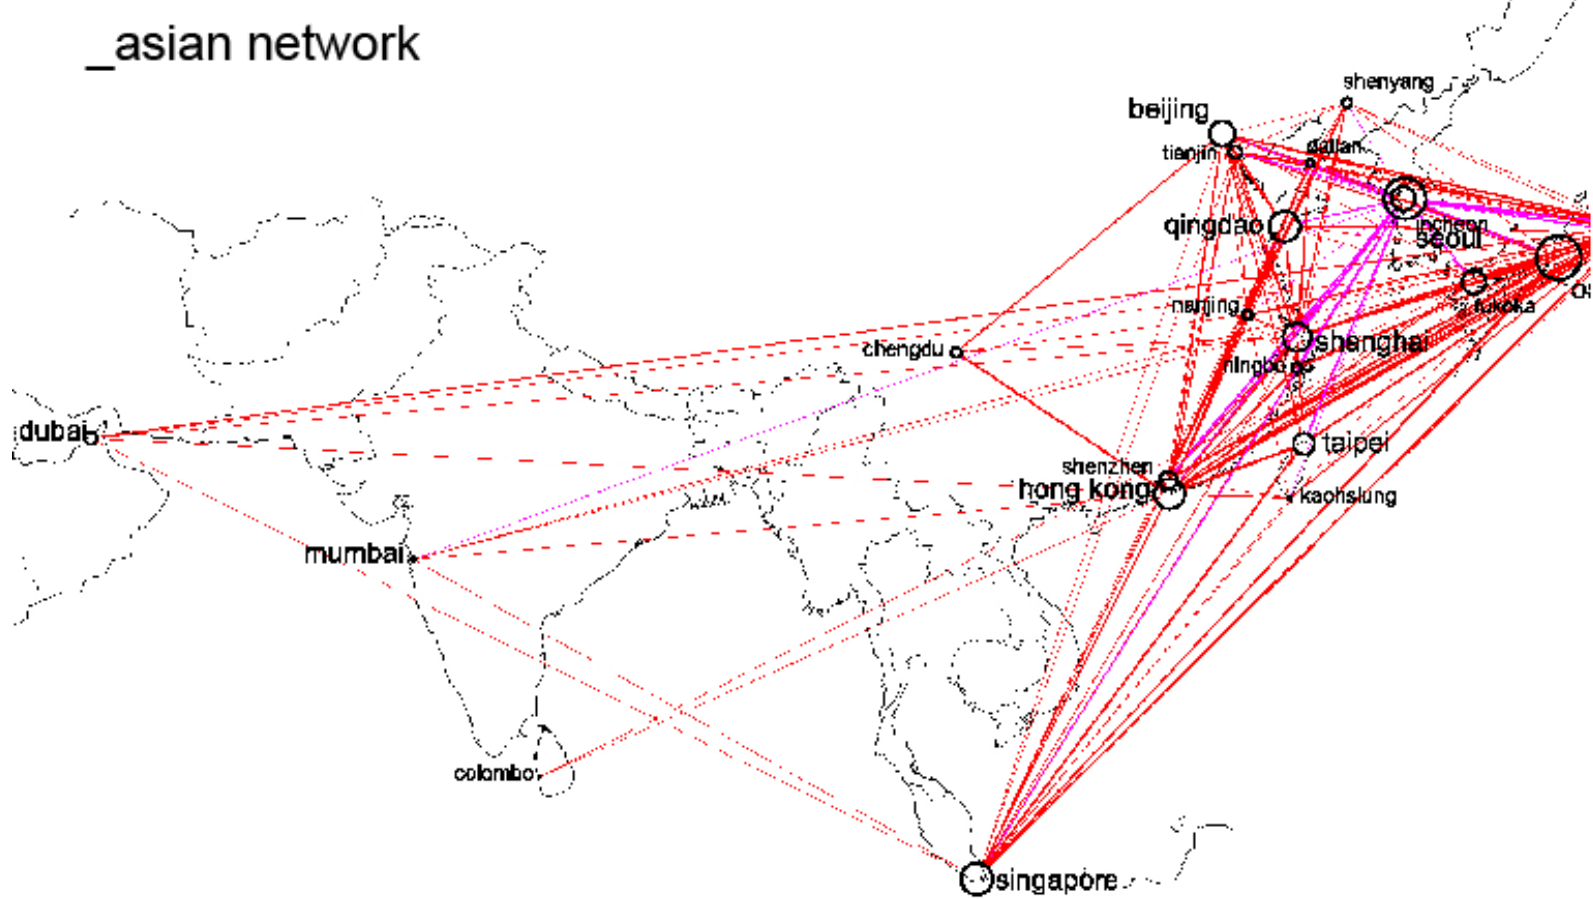 _asian network
shenyang
beijing
tianjin
dalian
qingdao
incheon
seoul
nanjing
fukoka
shanghai
chengdu
ningbo
dubai
taipei
shenzhen
hong kong
kaohsiung
mumbai
colombo
singapore